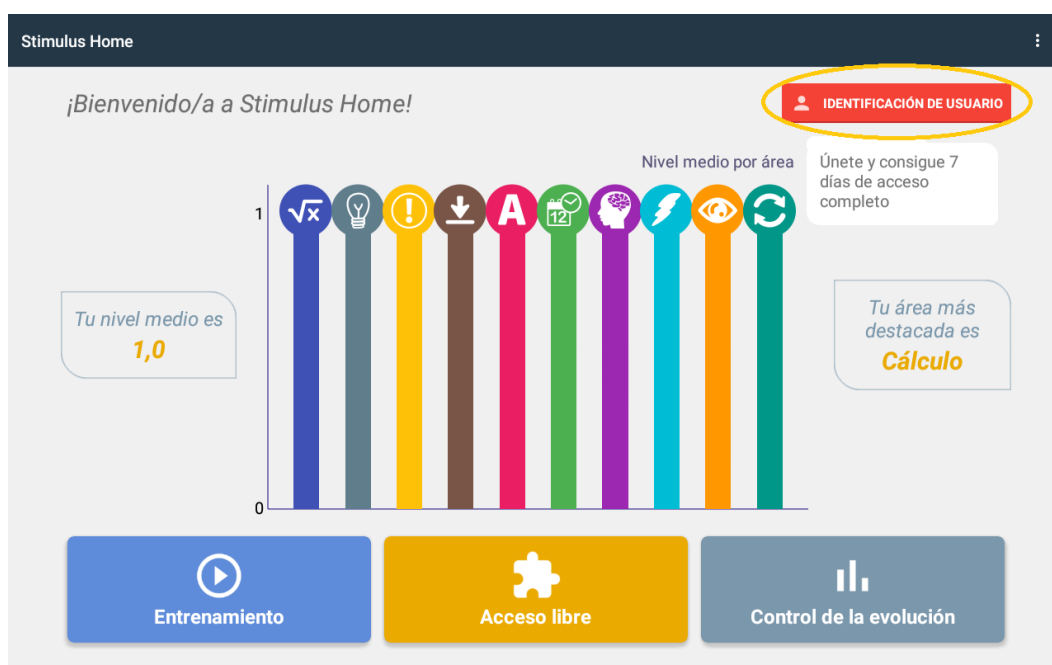 Stimulus Home
¡Bienvenido/a a Stimulus Home!
IDENTIFICACIÓN DE USUARIO
Nivel medio por área
Únete y consigue 7
días de acceso
completo
1
A
12
Tu nivel medio es
1,0
Tu área más
destacada es
Cálculo
0
Entrenamiento
Acceso libre
Control de la evolución